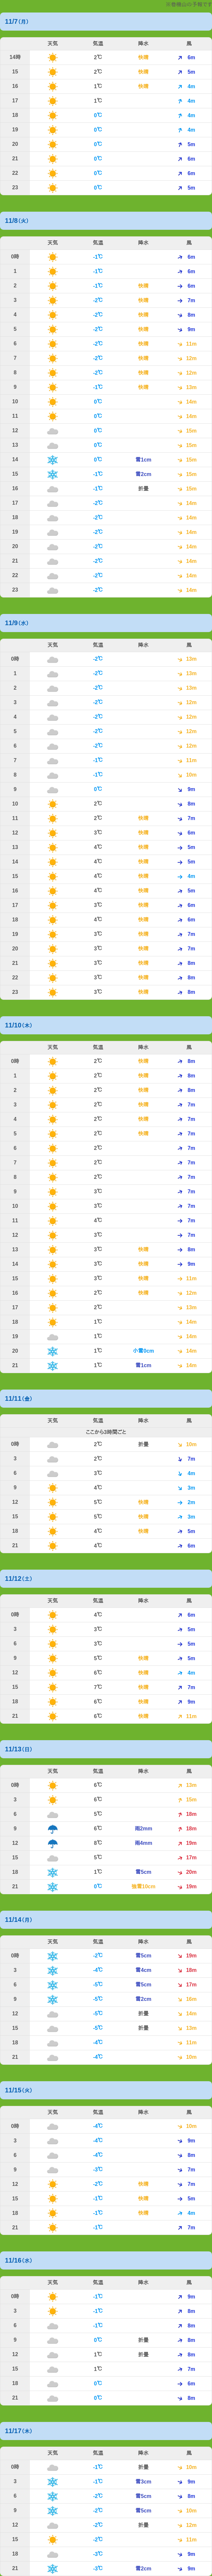 ※磐梯山の予報です
11/7(月)
天気 気温 降水 風
14時 2℃ 快晴 6m
15 2℃ 快晴 5m
16 1℃ 快晴 4m
17 1℃ 4m
18 0℃ 4m
19 0℃ 4m
20 0℃ 5m
21 0℃ 6m
22 0℃ 6m
23 0℃ 5m
11/8(火)
天気 気温 降水 風
0時 -1℃ 6m
1 -1℃ 6m
2 -1℃ 快晴 6m
3 -2℃ 快晴 7m
4 -2℃ 快晴 8m
5 -2℃ 快晴 9m
6 -2℃ 快晴 11m
7 -2℃ 快晴 12m
8 -2℃ 快晴 12m
9 -1℃ 快晴 13m
10 0℃ 14m
11 0℃ 14m
12 0℃ 15m
13 0℃ 15m
14 0℃ 雪1cm 15m
15 -1℃ 雪2cm 15m
16 -1℃ 折曇 15m
17 -2℃ 14m
18 -2℃ 14m
19 -2℃ 14m
20 -2℃ 14m
21 -2℃ 14m
22 -2℃ 14m
23 -2℃ 14m
11/9(水)
天気 気温 降水 風
0時 -2℃ 13m
1 -2℃ 13m
2 -2℃ 13m
3 -2℃ 12m
4 -2℃ 12m
5 -2℃ 12m
6 -2℃ 12m
7 -1℃ 11m
8 -1℃ 10m
9 0℃ 9m
10 2℃ 8m
11 2℃ 快晴 7m
12 3℃ 快晴 6m
13 4℃ 快晴 5m
14 4℃ 快晴 5m
15 4℃ 快晴 4m
16 4℃ 快晴 5m
17 3℃ 快晴 6m
18 4℃ 快晴 6m
19 3℃ 快晴 7m
20 3℃ 快晴 7m
21 3℃ 快晴 8m
22 3℃ 快晴 8m
23 3℃ 快晴 8m
11/10(木)
天気 気温 降水 風
0時 2℃ 快晴 8m
1 2℃ 快晴 8m
2 2℃ 快晴 8m
3 2℃ 快晴 7m
4 2℃ 快晴 7m
5 2℃ 快晴 7m
6 2℃ 7m
7 2℃ 7m
8 2℃ 7m
9 3℃ 7m
10 3℃ 7m
11 4℃ 7m
12 3℃ 7m
13 3℃ 快晴 8m
14 3℃ 快晴 9m
15 3℃ 快晴 11m
16 2℃ 快晴 12m
17 2℃ 13m
18 1℃ 14m
19 1℃ 14m
20 1℃ 小雪0cm 14m
21 1℃ 雪1cm 14m
11/11(金)
天気 気温 降水 風
ここから3時間ごと
0時 2℃ 折曇 10m
3 2℃ 7m
6 3℃ 4m
9 4℃ 3m
12 5℃ 快晴 2m
15 5℃ 快晴 3m
18 4℃ 快晴 5m
21 4℃ 6m
11/12(土)
天気 気温 降水 風
0時 4℃ 6m
3 3℃ 5m
6 3℃ 5m
9 5℃ 快晴 5m
12 6℃ 快晴 4m
15 7℃ 快晴 7m
18 6℃ 快晴 9m
21 6℃ 快晴 11m
11/13(日)
天気 気温 降水 風
0時 6℃ 13m
3 6℃ 15m
6 5℃ 18m
9 6℃ 雨2mm 18m
12 8℃ 雨4mm 19m
15 5℃ 17m
18 1℃ 雪5cm 20m
21 0℃ 強雪10cm 19m
11/14(月)
天気 気温 降水 風
0時 -2℃ 雪5cm 19m
3 -4℃ 雪4cm 18m
6 -5℃ 雪5cm 17m
9 -5℃ 雪2cm 16m
12 -5℃ 折曇 14m
15 -5℃ 折曇 13m
18 -4℃ 11m
21 -4℃ 10m
11/15(火)
天気 気温 降水 風
0時 -4℃ 10m
3 -4℃ 9m
6 -4℃ 8m
9 -3℃ 7m
12 -2℃ 快晴 7m
15 -1℃ 快晴 5m
18 -1℃ 快晴 4m
21 -1℃ 7m
11/16(水)
天気 気温 降水 風
0時 -1℃ 9m
3 -1℃ 8m
6 -1℃ 8m
9 0℃ 折曇 8m
12 1℃ 折曇 8m
15 1℃ 7m
18 0℃ 6m
21 0℃ 8m
11/17(木)
天気 気温 降水 風
0時 -1℃ 折曇 10m
3 -1℃ 雪3cm 9m
6 -2℃ 雪5cm 8m
9 -2℃ 雪5cm 10m
12 -2℃ 折曇 12m
15 -2℃ 11m
18 -3℃ 9m
21 -3℃ 雪2cm 9m